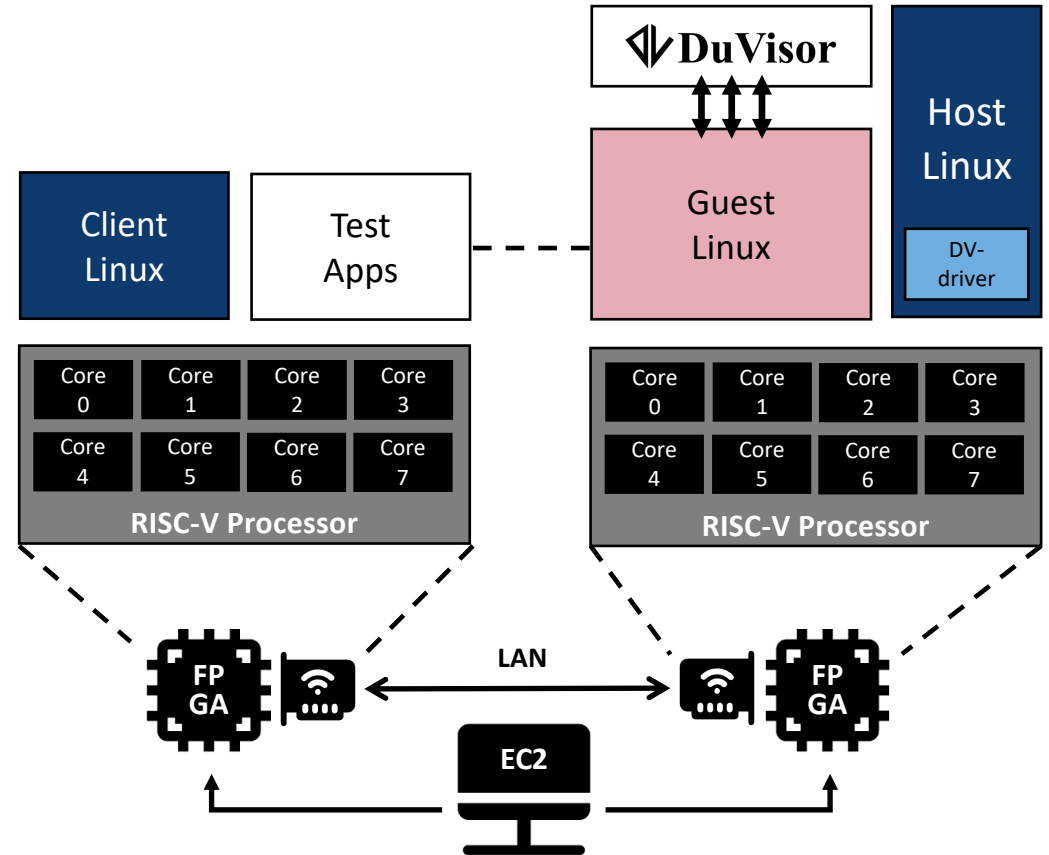 DuVisor
Host
Linux
DV-
driver
Guest
Linux
Client
Linux
Test
Apps
Core
0
Core
1
Core
2
Core
3
Core
4
Core
5
Core
6
Core
7
RISC-V Processor
Core
0
Core
1
Core
2
Core
3
Core
4
Core
5
Core
6
Core
7
RISC-V Processor
FP
GA
LAN
FP
GA
EC2